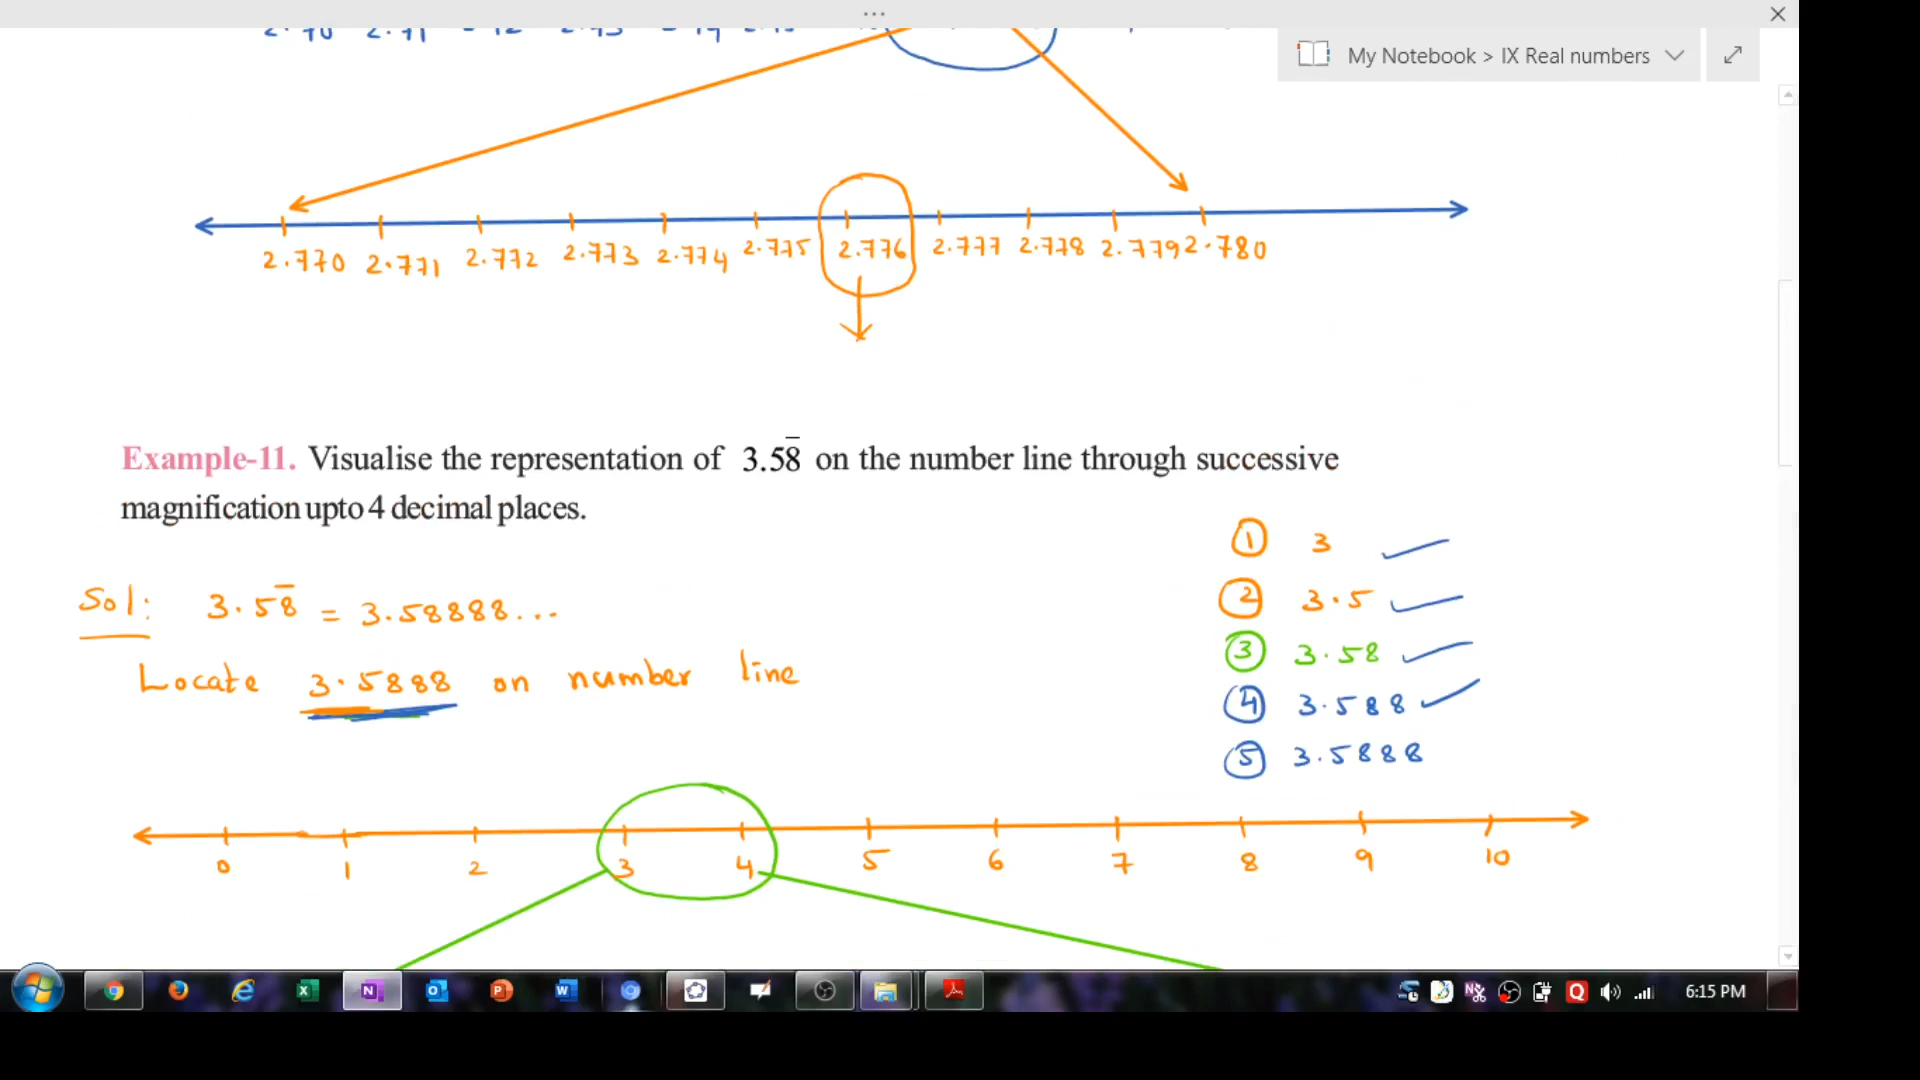 My Notebook > IX Real numbers
2.770 2.771 2.772 2.773 2.774 2.775 2.776 2.777 2.778 2.779 2.780
Example-11. Visualise the representation of 3.58̅ on the number line through successive
magnification upto 4 decimal places.
① 3
Sol: 3.58̅ = 3.58888...
② 3.5
③ 3.58
Locate 3.5888 on number line
④ 3.588
⑤ 3.5888
0 1 2 3 4 5 6 7 8 9 10
6:15 PM